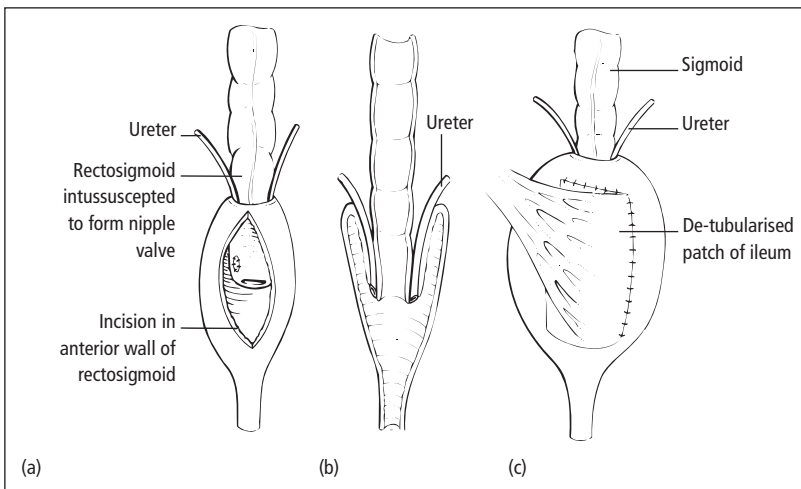 Ureter
Rectosigmoid
intussuscepted
to form nipple
valve
Incision in
anterior wall of
rectosigmoid
(a)
Ureter
(b)
Sigmoid
Ureter
De-tubularised
patch of ileum
(c)